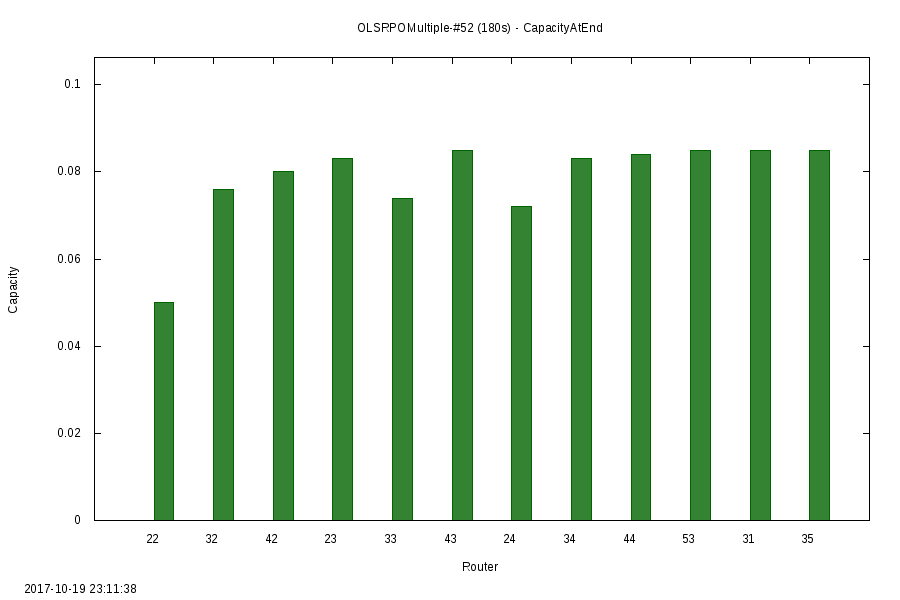 OLSRPOMultiple-#52 (180s) - CapacityAtEnd
0.1
0.08
0.06
0.04
0.02
0
Capacity
22 32 42 23 33 43 24 34 44 53 31 35
Router
2017-10-19 23:11:38